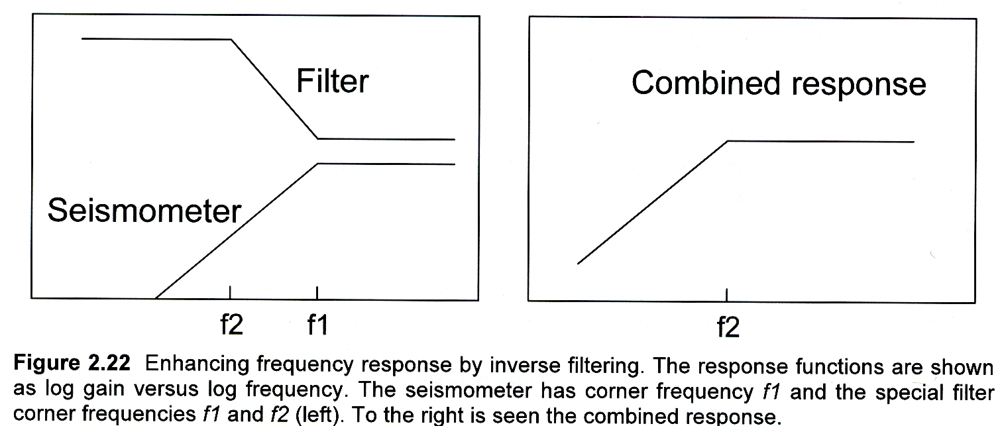 Filter
Combined response
Seismometer
f2 f1
f2
Figure 2.22 Enhancing frequency response by inverse filtering. The response functions are shown
as log gain versus log frequency. The seismometer has corner frequency f1 and the special filter
corner frequencies f1 and f2 (left). To the right is seen the combined response.